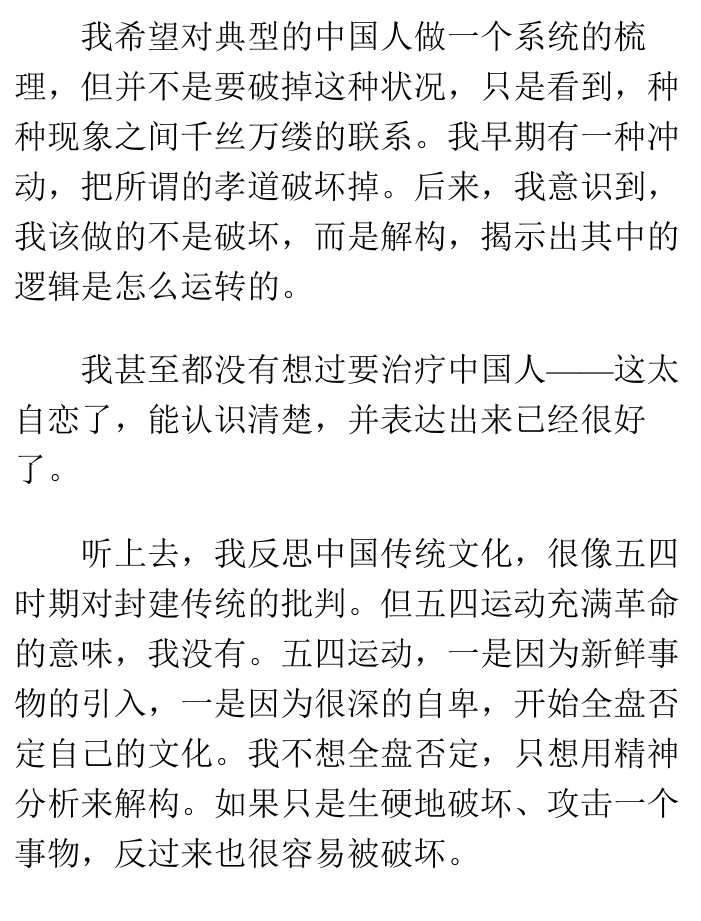 我希望对典型的中国人做一个系统的梳
理，但并不是要破掉这种状况，只是看到，种
种现象之间千丝万缕的联系。我早期有一种冲
动，把所谓的孝道破坏掉。后来，我意识到，
我该做的不是破坏，而是解构，揭示出其中的
逻辑是怎么运转的。
我甚至都没有想过要治疗中国人——这太
自恋了，能认识清楚，并表达出来已经很好
了。
听上去，我反思中国传统文化，很像五四
时期对封建传统的批判。但五四运动充满革命
的意味，我没有。五四运动，一是因为新鲜事
物的引入，一是因为很深的自卑，开始全盘否
定自己的文化。我不想全盘否定，只想用精神
分析来解构。如果只是生硬地破坏、攻击一个
事物，反过来也很容易被破坏。